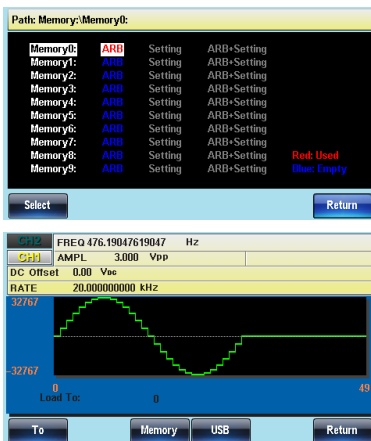 Path: Memory:\Memory0:
Memory0: ARB Setting ARB+Setting
Memory1: ARB Setting ARB+Setting
Memory2: ARB Setting ARB+Setting
Memory3: ARB Setting ARB+Setting
Memory4: ARB Setting ARB+Setting
Memory5: ARB Setting ARB+Setting
Memory6: ARB Setting ARB+Setting
Memory7: ARB Setting ARB+Setting
Memory8: ARB Setting ARB+Setting Red: Used
Memory9: ARB Setting ARB+Setting Blue: Empty
Select Return
CH2 FREQ 476.19047619047 Hz
CH1 AMPL 3.000 Vpp
DC Offset 0.00 Vdc
RATE 20.000000000 kHz
32767
-32767
0 49
Load To: 0
To Memory USB Return